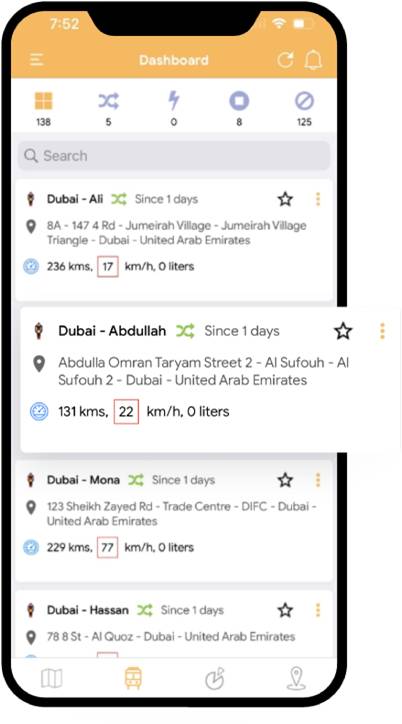 7:52
Dashboard
138 5 0 8 125
Search
Dubai - Ali Since 1 days
8A - 147 4 Rd - Jumeirah Village - Jumeirah Village
Triangle - Dubai - United Arab Emirates
236 kms, 17 km/h, 0 liters
Dubai - Abdullah Since 1 days
Abdulla Omran Taryam Street 2 - Al Sufouh - Al
Sufouh 2 - Dubai - United Arab Emirates
131 kms, 22 km/h, 0 liters
Dubai - Mona Since 1 days
123 Sheikh Zayed Rd - Trade Centre - DIFC - Dubai -
United Arab Emirates
229 kms, 77 km/h, 0 liters
Dubai - Hassan Since 1 days
78 8 St - Al Quoz - Dubai - United Arab Emirates